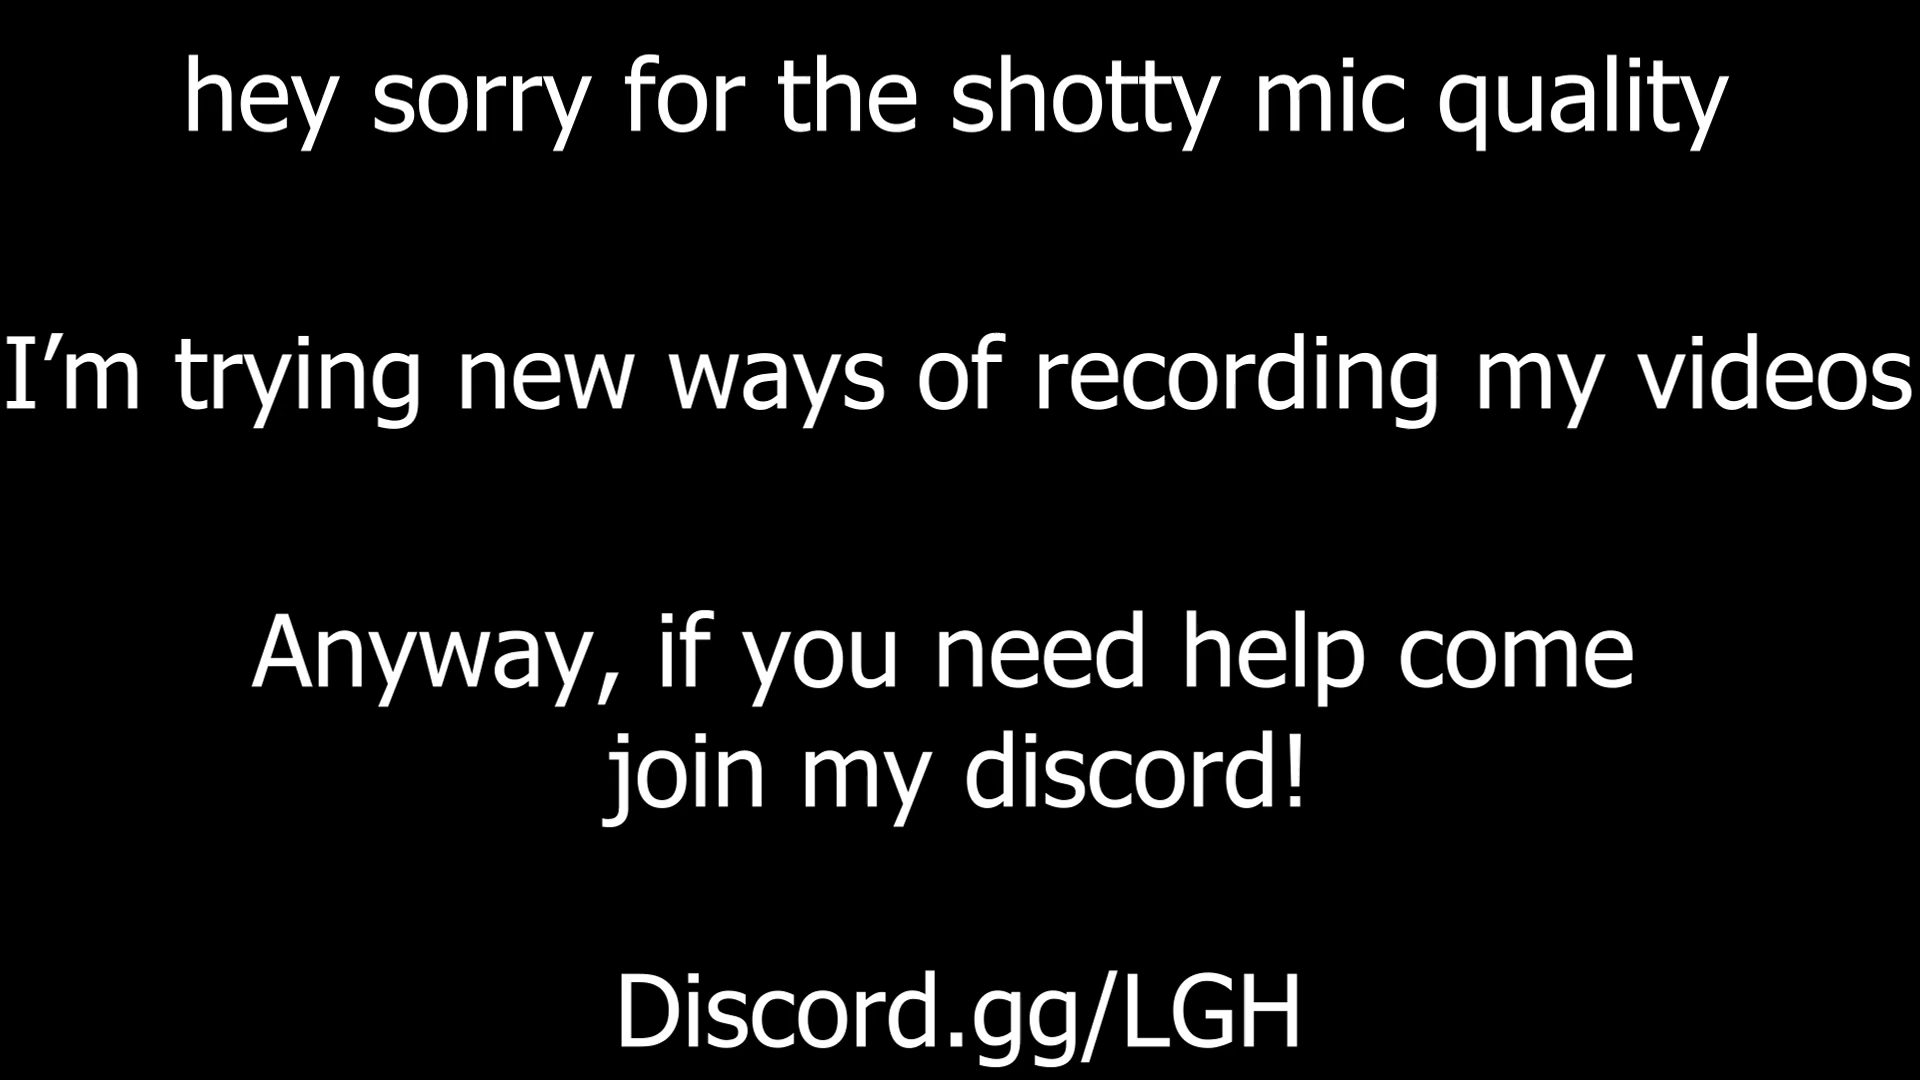 hey sorry for the shotty mic quality
I’m trying new ways of recording my videos
Anyway, if you need help come
join my discord!
Discord.gg/LGH